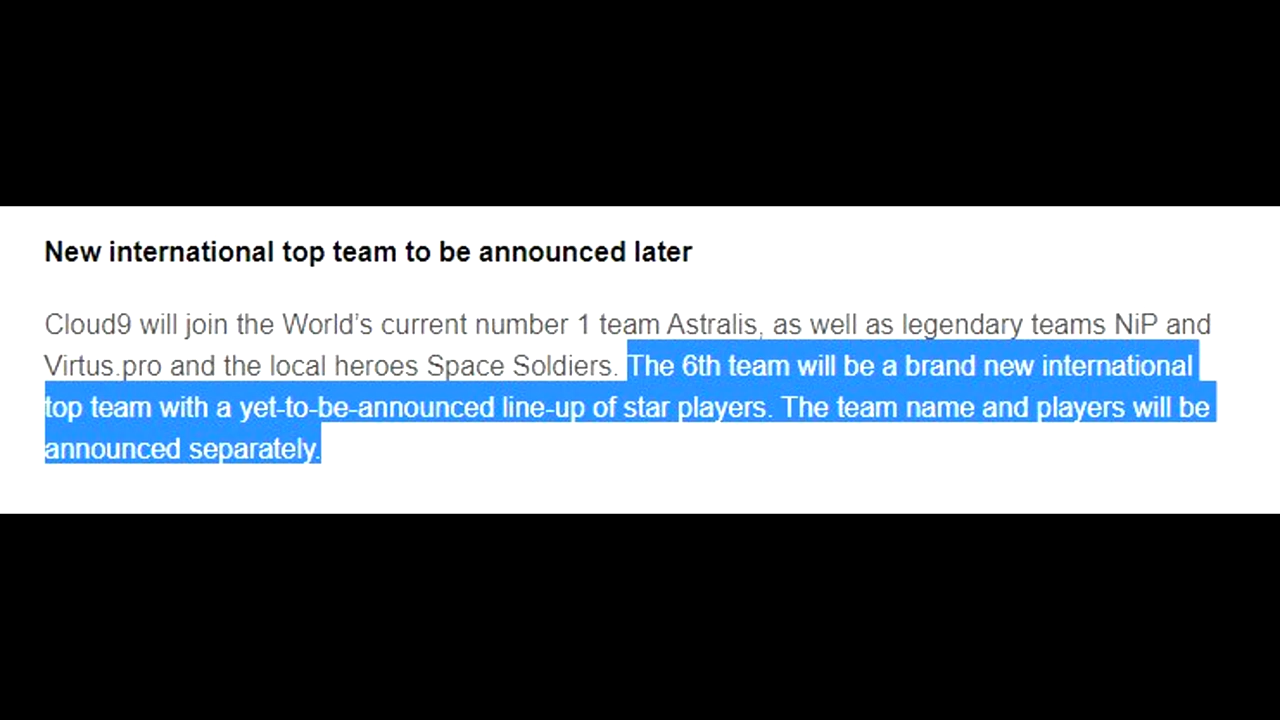 New international top team to be announced later
Cloud9 will join the World’s current number 1 team Astralis, as well as legendary teams NiP and
Virtus.pro and the local heroes Space Soldiers. The 6th team will be a brand new international
top team with a yet-to-be-announced line-up of star players. The team name and players will be
announced separately.